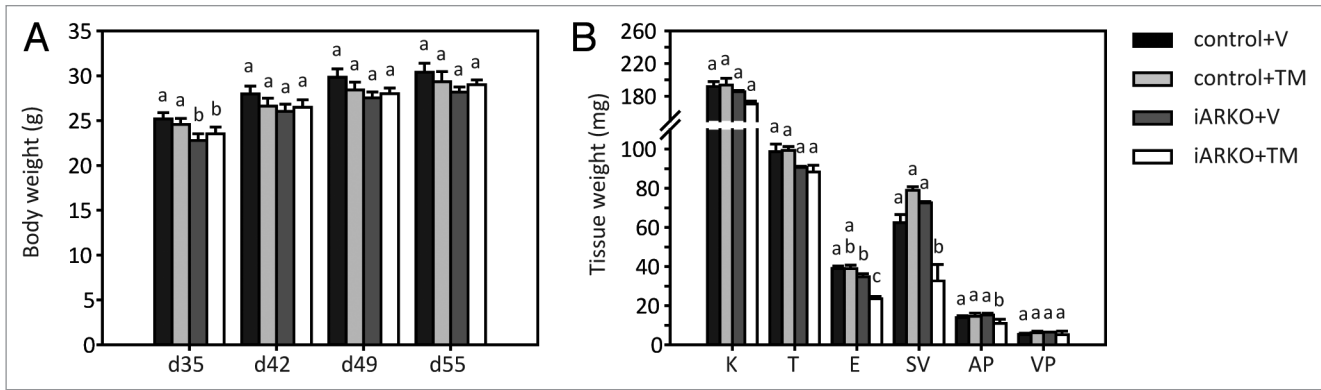 A
Body weight (g)
35
30
25
20
15
10
5
0
a a b b
a a a a
a a a a
a a a a
d35 d42 d49 d55
B
Tissue weight (mg)
260
220
180
100
80
60
40
20
0
a a a a
a a a a
a a b b c
a a a b
a a a b
a a a a
K T E SV AP VP
control+V
control+TM
iARKO+V
iARKO+TM